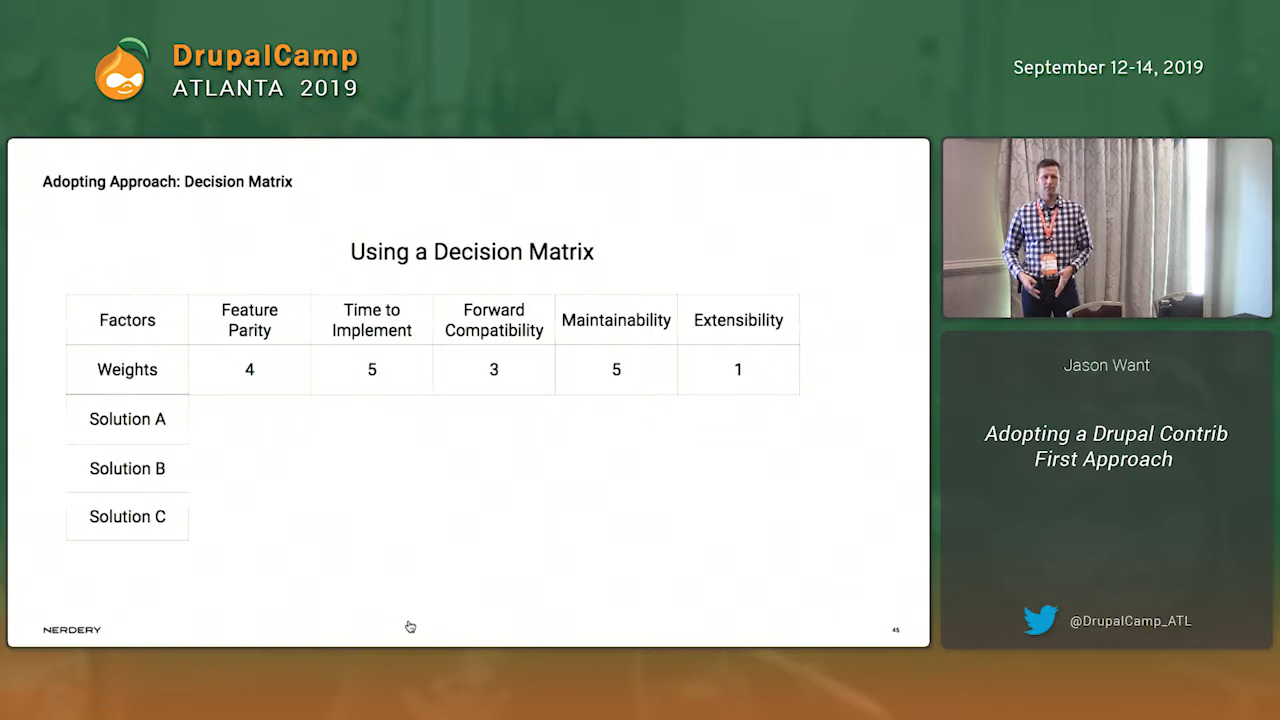 DrupalCamp
ATLANTA 2019
September 12-14, 2019
Adopting Approach: Decision Matrix
Using a Decision Matrix
Factors
Feature
Parity
Time to
Implement
Forward
Compatibility
Maintainability
Extensibility
Weights
4
5
3
5
1
Solution A
Solution B
Solution C
NERDERY
45
Jason Want
Adopting a Drupal Contrib
First Approach
@DrupalCamp_ATL